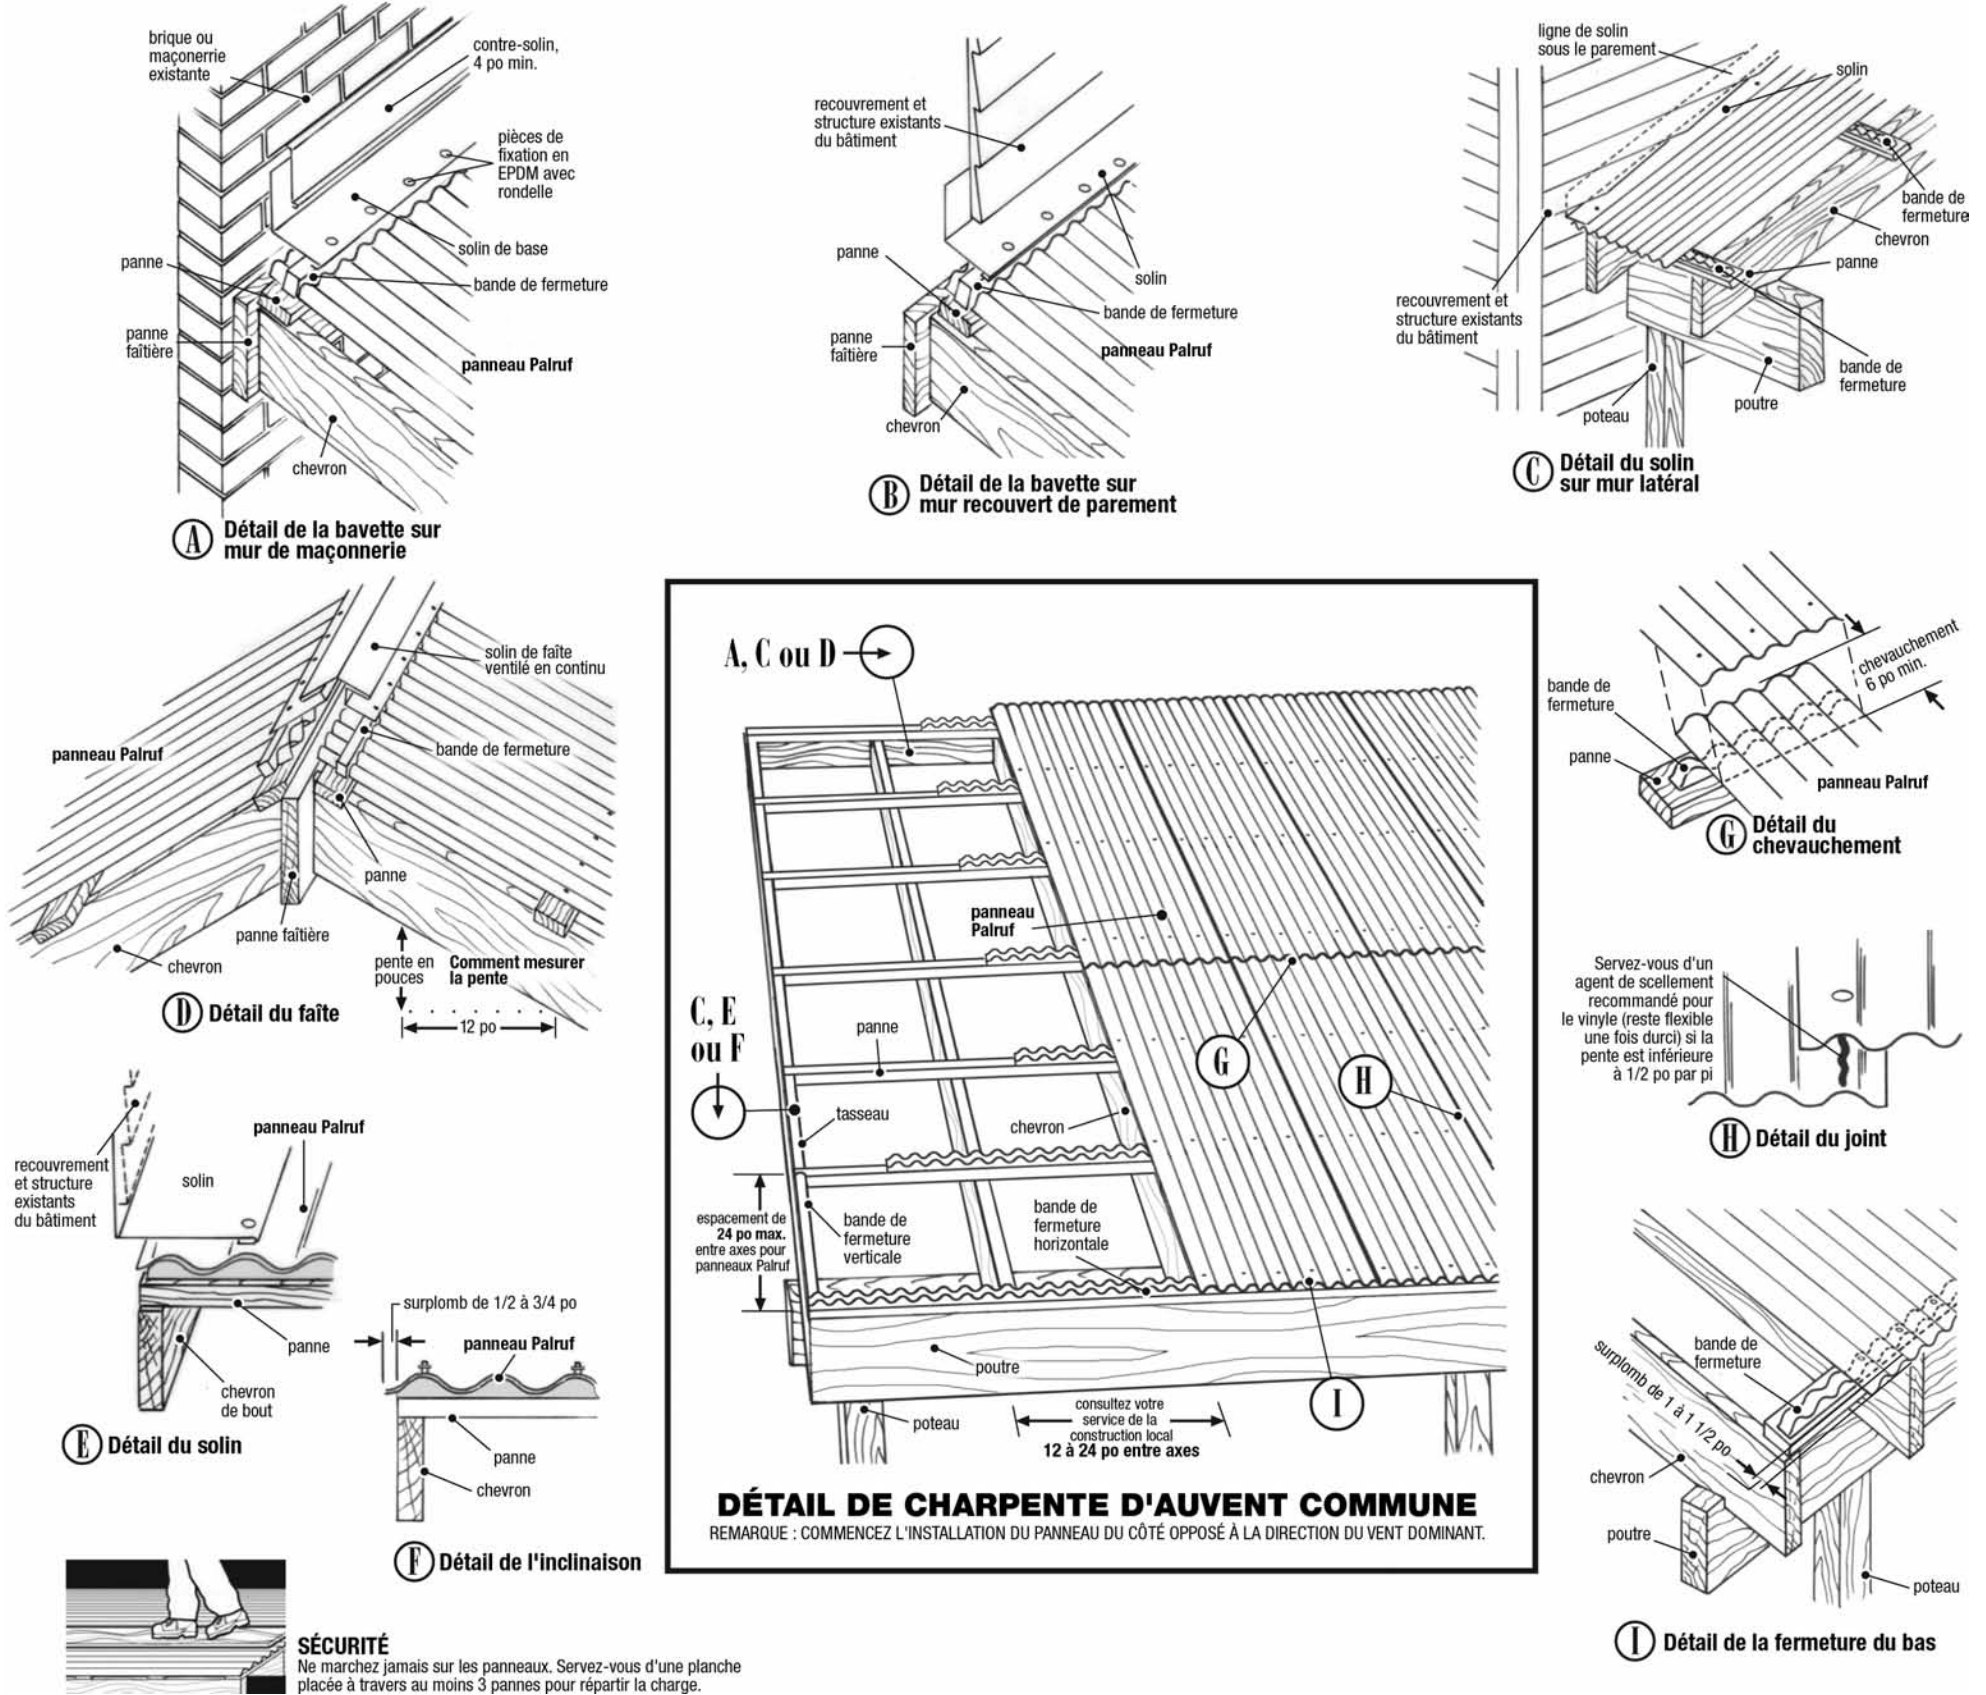 brique ou
maçonerrie
existante
contre-solin,
4 po min.
pièces de
fixation en
EPDM avec
rondelle
solin de base
panne
bande de fermeture
panne
faîtière
panneau Palruf
chevron
A Détail de la bavette sur
mur de maçonnerie
recouvrement et
structure existants
du bâtiment
panne
solin
bande de fermeture
panne
faîtière
panneau Palruf
chevron
B Détail de la bavette sur
mur recouvert de parement
ligne de solin
sous le parement
solin
bande de
fermeture
chevron
panne
recouvrement et
structure existants
du bâtiment
bande de
fermeture
poutre
poteau
C Détail du solin
sur mur latéral
solin de faîte
ventilé en continu
panneau Palruf
bande de fermeture
panne
panne faîtière
chevron
pente en
pouces
Comment mesurer
la pente
12 po
D Détail du faîte
recouvrement
et structure
existants
du bâtiment
panneau Palruf
solin
panne
chevron
de bout
E Détail du solin
surplomb de 1/2 à 3/4 po
panneau Palruf
panne
chevron
F Détail de l'inclinaison
SÉCURITÉ
Ne marchez jamais sur les panneaux. Servez-vous d'une planche
placée à travers au moins 3 pannes pour répartir la charge.
A, C ou D
panneau
Palruf
C, E
ou F
panne
G
H
tasseau
chevron
espacement de
24 po max.
entre axes pour
panneaux Palruf
bande de
fermeture
verticale
bande de
fermeture
horizontale
poutre
I
poteau
consultez votre
service de la
construction local
12 à 24 po entre axes
DÉTAIL DE CHARPENTE D'AUVENT COMMUNE
REMARQUE : COMMENCEZ L'INSTALLATION DU PANNEAU DU CÔTÉ OPPOSÉ À LA DIRECTION DU VENT DOMINANT.
chevauchement
6 po min.
bande de
fermeture
panne
panneau Palruf
G Détail du
chevauchement
Servez-vous d'un
agent de scellement
recommandé pour
le vinyle (reste flexible
une fois durci) si la
pente est inférieure
à 1/2 po par pi
H Détail du joint
bande de
fermeture
surplomb de 1 à 1 1/2 po
chevron
poutre
poteau
I Détail de la fermeture du bas